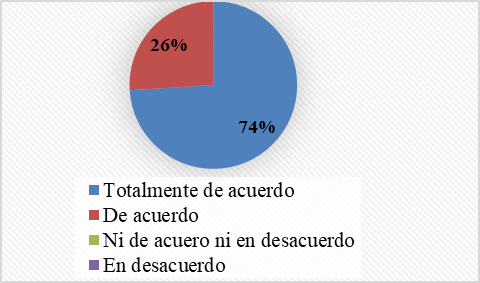 26%
74%
Totalmente de acuerdo
De acuerdo
Ni de acuero ni en desacuerdo
En desacuerdo